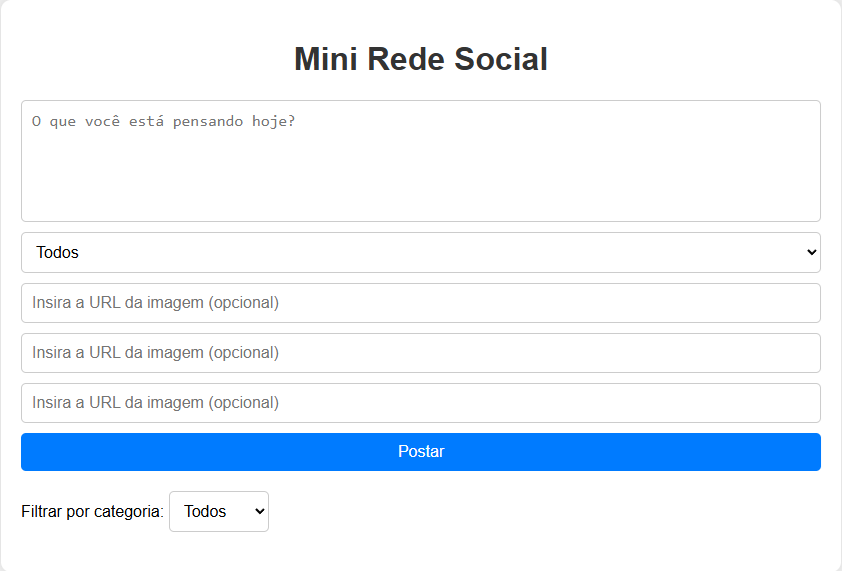 Mini Rede Social
O que você está pensando hoje?
Todos
Insira a URL da imagem (opcional)
Insira a URL da imagem (opcional)
Insira a URL da imagem (opcional)
Postar
Filtrar por categoria: Todos